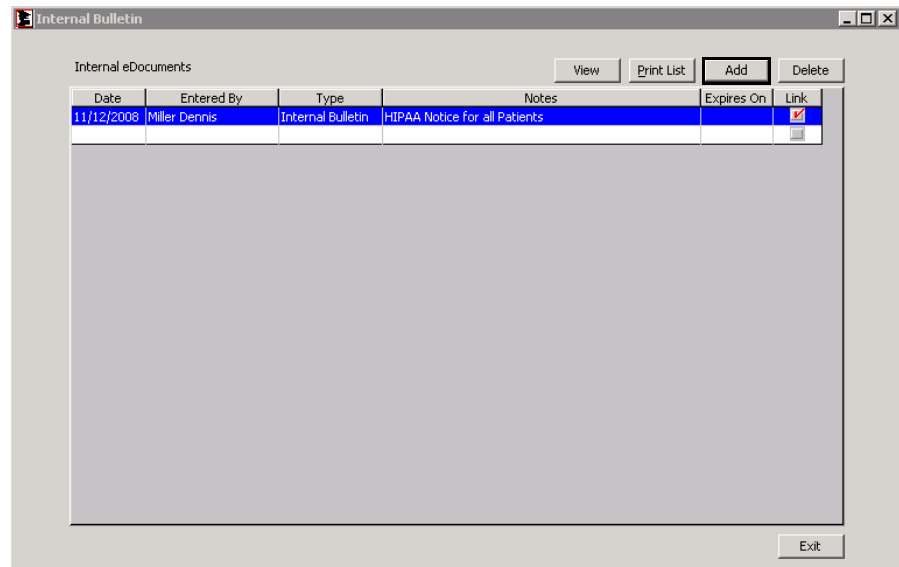 Internal Bulletin
Internal eDocuments View Print List Add Delete
Date Entered By Type Notes Expires On Link
11/12/2008 Miller Dennis Internal Bulletin HIPAA Notice for all Patients
Exit